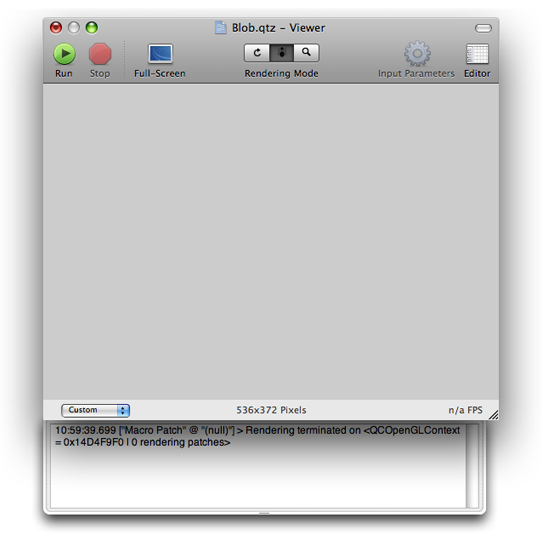 Blob.qtz – Viewer
Run Stop Full-Screen Rendering Mode Input Parameters Editor
Custom 536x372 Pixels n/a FPS
10:59:39.699 ["Macro Patch" @ "(null)"] > Rendering terminated on <QCOpenGLContext
= 0x14D4F9F0 | 0 rendering patches>